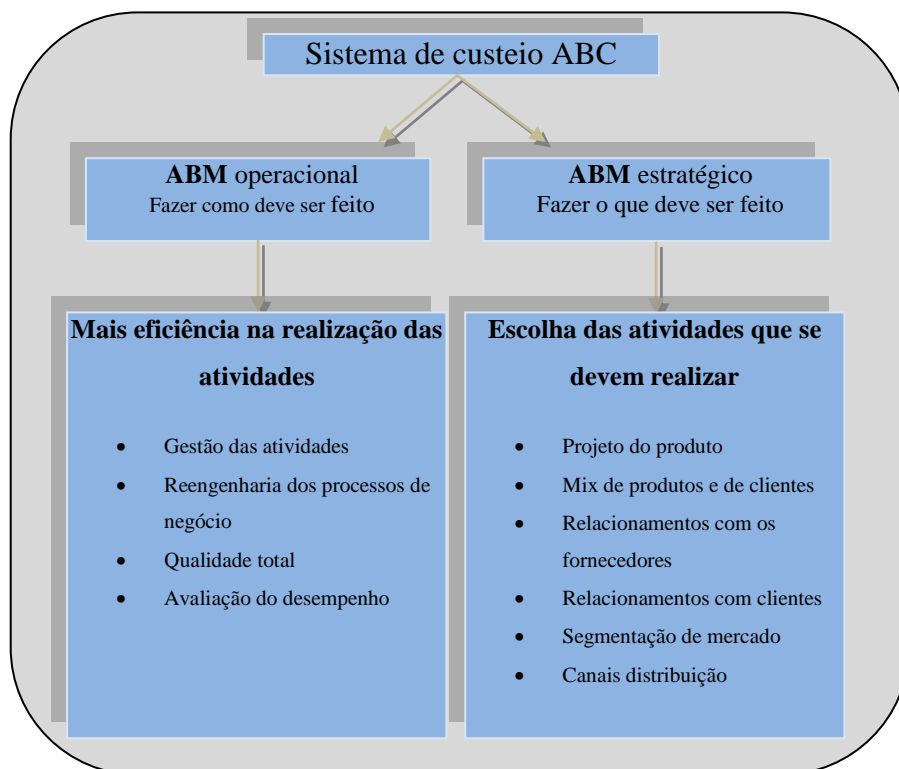 Sistema de custeio ABC
ABM operacional
Fazer como deve ser feito
ABM estratégico
Fazer o que deve ser feito
Mais eficiência na realização das
atividades
• Gestão das atividades
• Reengenharia dos processos de
negócio
• Qualidade total
• Avaliação do desempenho
Escolha das atividades que se
devem realizar
• Projeto do produto
• Mix de produtos e de clientes
• Relacionamentos com os
fornecedores
• Relacionamentos com clientes
• Segmentação de mercado
• Canais distribuição